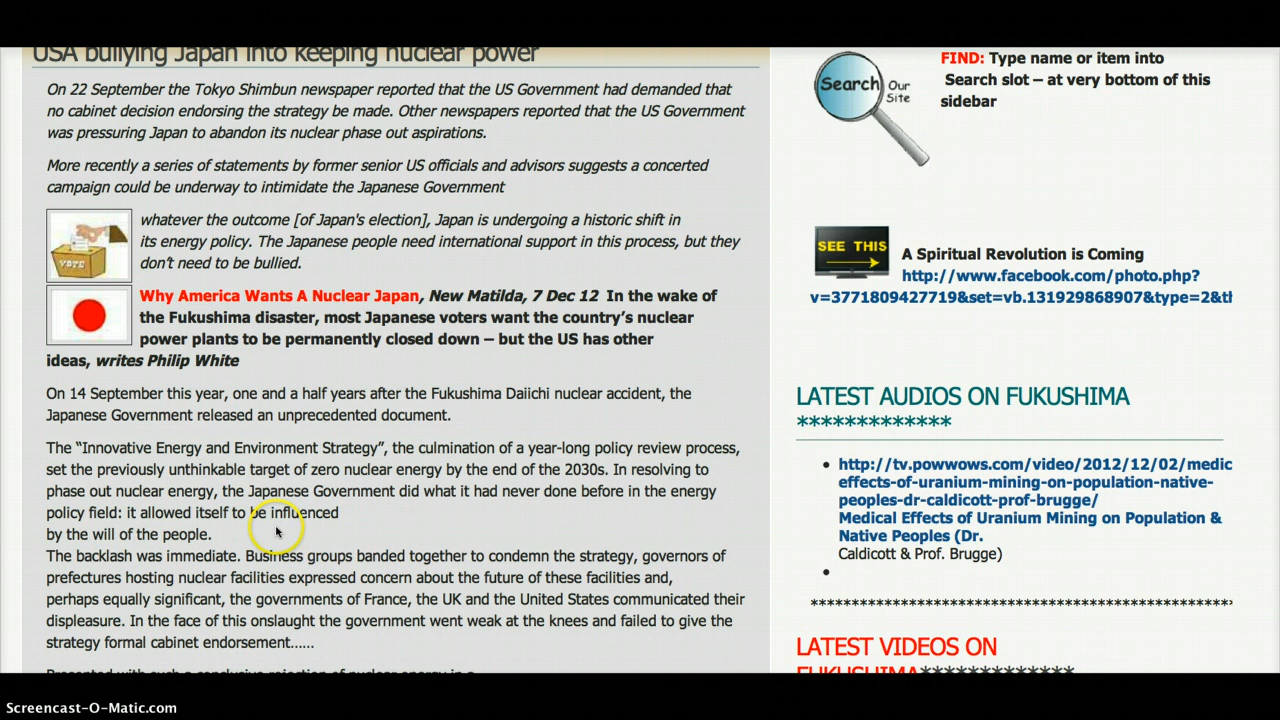 USA bullying Japan into keeping nuclear power
On 22 September the Tokyo Shimbun newspaper reported that the US Government had demanded that
no cabinet decision endorsing the strategy be made. Other newspapers reported that the US Government
was pressuring Japan to abandon its nuclear phase out aspirations.
More recently a series of statements by former senior US officials and advisors suggests a concerted
campaign could be underway to intimidate the Japanese Government
VOTE
whatever the outcome [of Japan's election], Japan is undergoing a historic shift in
its energy policy. The Japanese people need international support in this process, but they
don't need to be bullied.
Why America Wants A Nuclear Japan, New Matilda, 7 Dec 12 In the wake of
the Fukushima disaster, most Japanese voters want the country's nuclear
power plants to be permanently closed down – but the US has other
ideas, writes Philip White
On 14 September this year, one and a half years after the Fukushima Daiichi nuclear accident, the
Japanese Government released an unprecedented document.
The “Innovative Energy and Environment Strategy”, the culmination of a year-long policy review process,
set the previously unthinkable target of zero nuclear energy by the end of the 2030s. In resolving to
phase out nuclear energy, the Japanese Government did what it had never done before in the energy
policy field: it allowed itself to be influenced
by the will of the people.
The backlash was immediate. Business groups banded together to condemn the strategy, governors of
prefectures hosting nuclear facilities expressed concern about the future of these facilities and,
perhaps equally significant, the governments of France, the UK and the United States communicated their
displeasure. In the face of this onslaught the government went weak at the knees and failed to give the
strategy formal cabinet endorsement......
Presented with such a conclusive rejection of nuclear energy in a
Search Our
Site
FIND: Type name or item into
Search slot – at very bottom of this
sidebar
SEE THIS
A Spiritual Revolution is Coming
http://www.facebook.com/photo.php?
v=3771809427719&set=vb.131929868907&type=2&tl
LATEST AUDIOS ON FUKUSHIMA
*************
http://tv.powwows.com/video/2012/12/02/medic
effects-of-uranium-mining-on-population-native-
peoples-dr-caldicott-prof-brugge/
Medical Effects of Uranium Mining on Population &
Native Peoples (Dr.
Caldicott & Prof. Brugge)
****************************************************
LATEST VIDEOS ON
FUKUSHIMA*************
Screencast-O-Matic.com